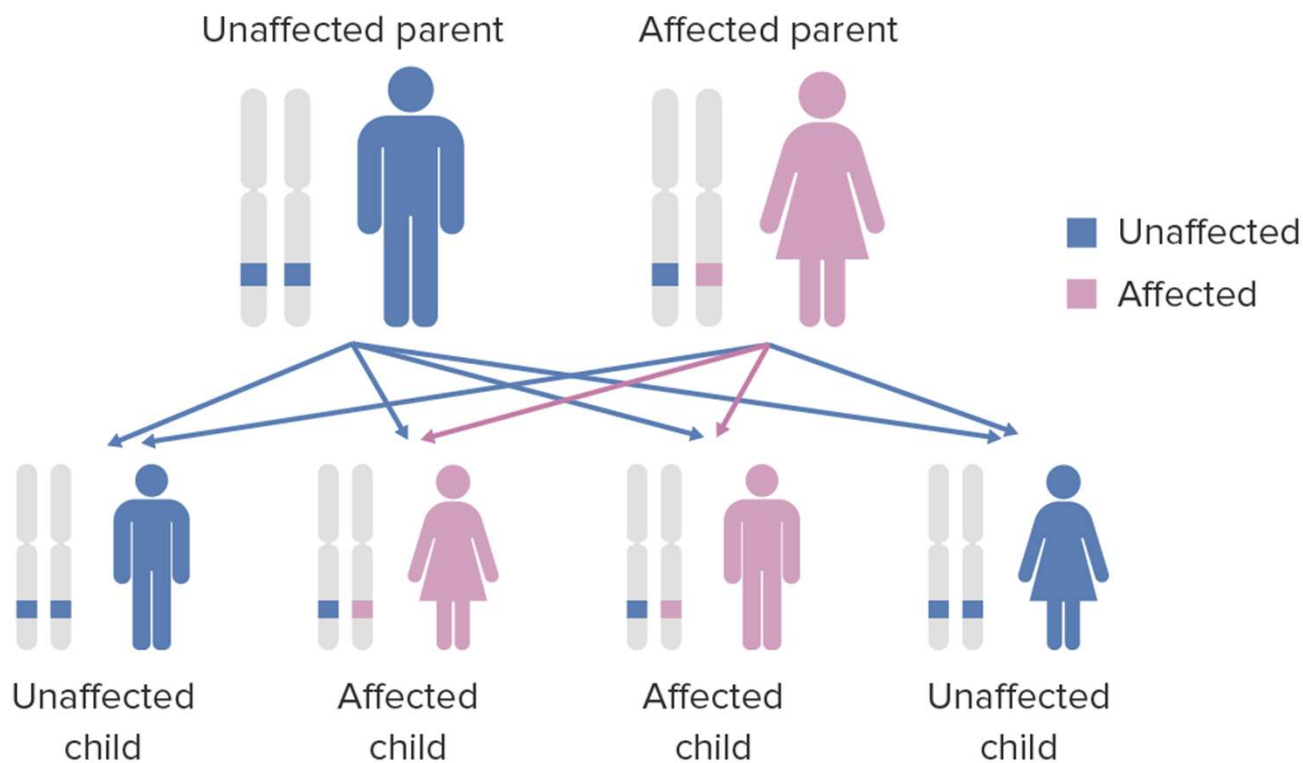 Unaffected parent
Affected parent
Unaffected
Affected
Unaffected
child
Affected
child
Affected
child
Unaffected
child